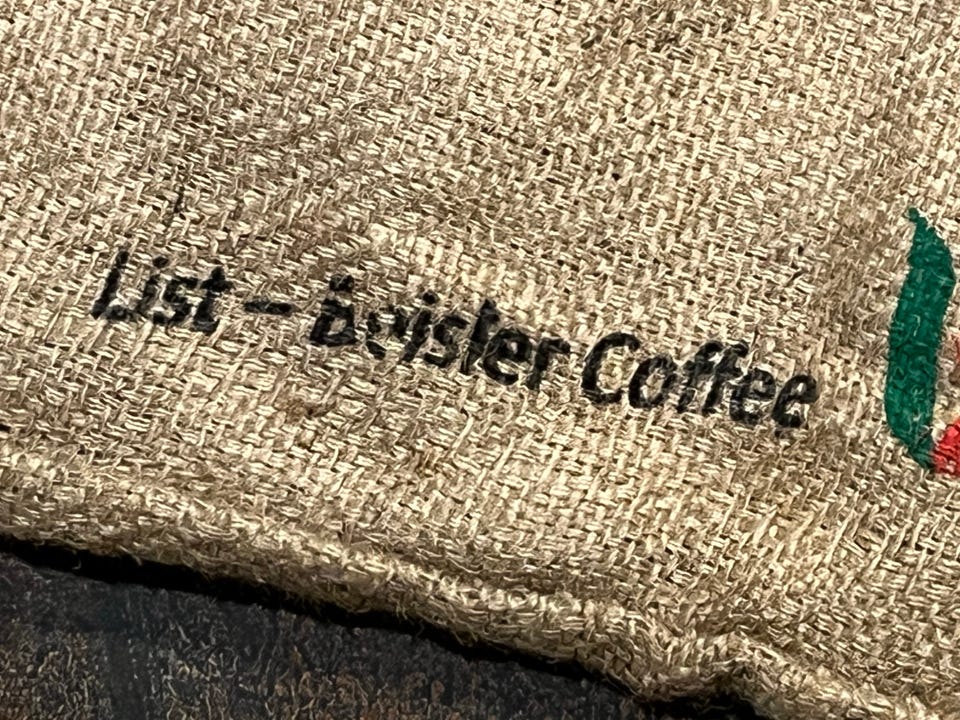 List – Beisler Coffee